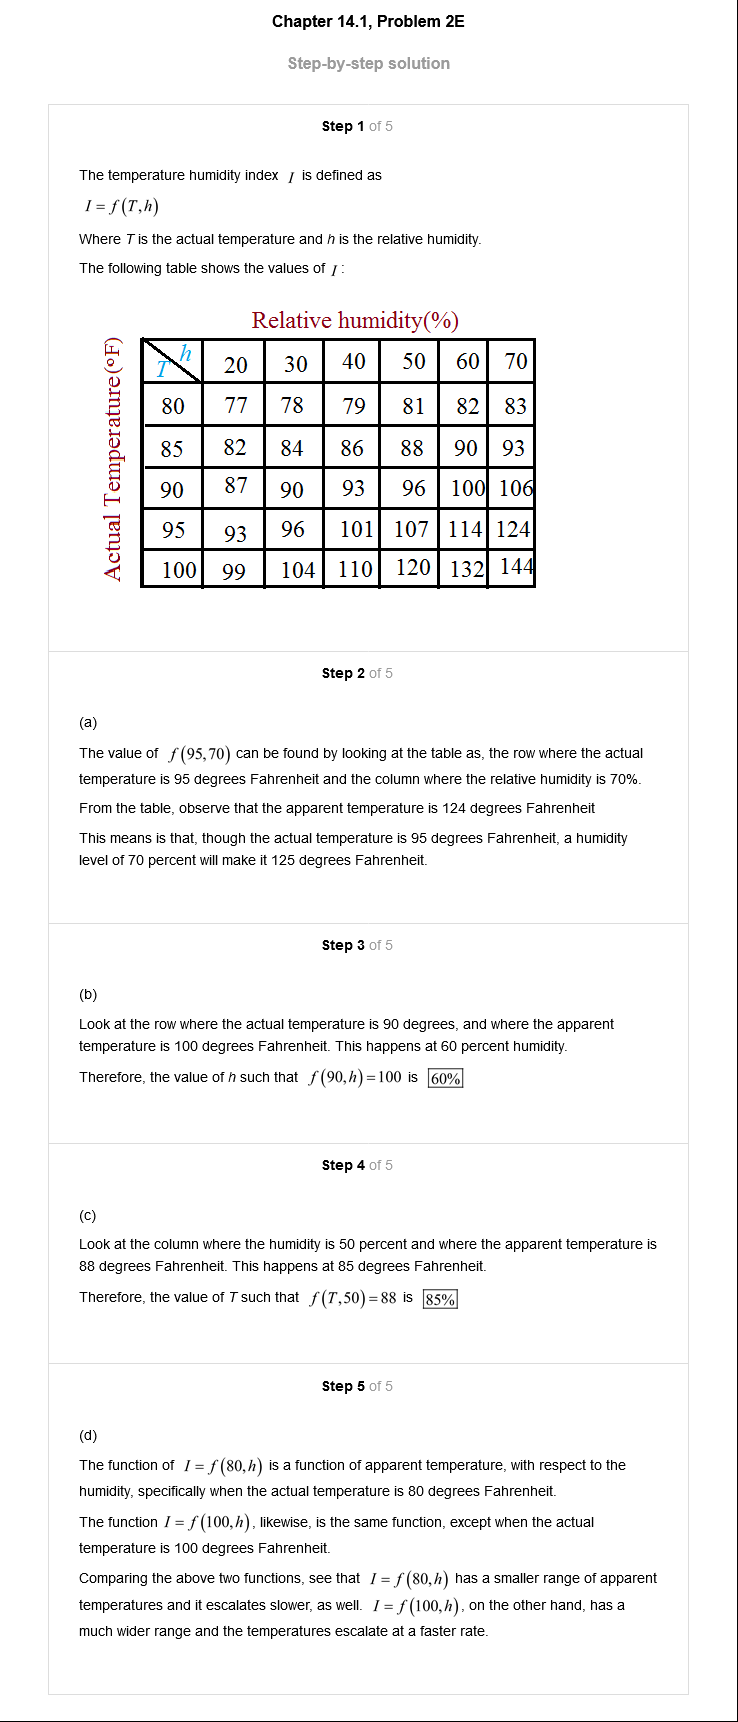 Chapter 14.1, Problem 2E
Step-by-step solution
Step 1 of 5
The temperature humidity index I is defined as
I = f(T,h)
Where T is the actual temperature and h is the relative humidity.
The following table shows the values of I :
Relative humidity(%)
Actual Temperature(°F)
T h 20 30 40 50 60 70
80 77 78 79 81 82 83
85 82 84 86 88 90 93
90 87 90 93 96 100 106
95 93 96 101 107 114 124
100 99 104 110 120 132 144
Step 2 of 5
(a)
The value of f(95,70) can be found by looking at the table as, the row where the actual
temperature is 95 degrees Fahrenheit and the column where the relative humidity is 70%.
From the table, observe that the apparent temperature is 124 degrees Fahrenheit
This means is that, though the actual temperature is 95 degrees Fahrenheit, a humidity
level of 70 percent will make it 125 degrees Fahrenheit.
Step 3 of 5
(b)
Look at the row where the actual temperature is 90 degrees, and where the apparent
temperature is 100 degrees Fahrenheit. This happens at 60 percent humidity.
Therefore, the value of h such that f(90,h)=100 is 60%
Step 4 of 5
(c)
Look at the column where the humidity is 50 percent and where the apparent temperature is
88 degrees Fahrenheit. This happens at 85 degrees Fahrenheit.
Therefore, the value of T such that f(T,50)=88 is 85%
Step 5 of 5
(d)
The function of I = f(80,h) is a function of apparent temperature, with respect to the
humidity, specifically when the actual temperature is 80 degrees Fahrenheit.
The function I = f(100,h), likewise, is the same function, except when the actual
temperature is 100 degrees Fahrenheit.
Comparing the above two functions, see that I = f(80,h) has a smaller range of apparent
temperatures and it escalates slower, as well. I = f(100,h), on the other hand, has a
much wider range and the temperatures escalate at a faster rate.